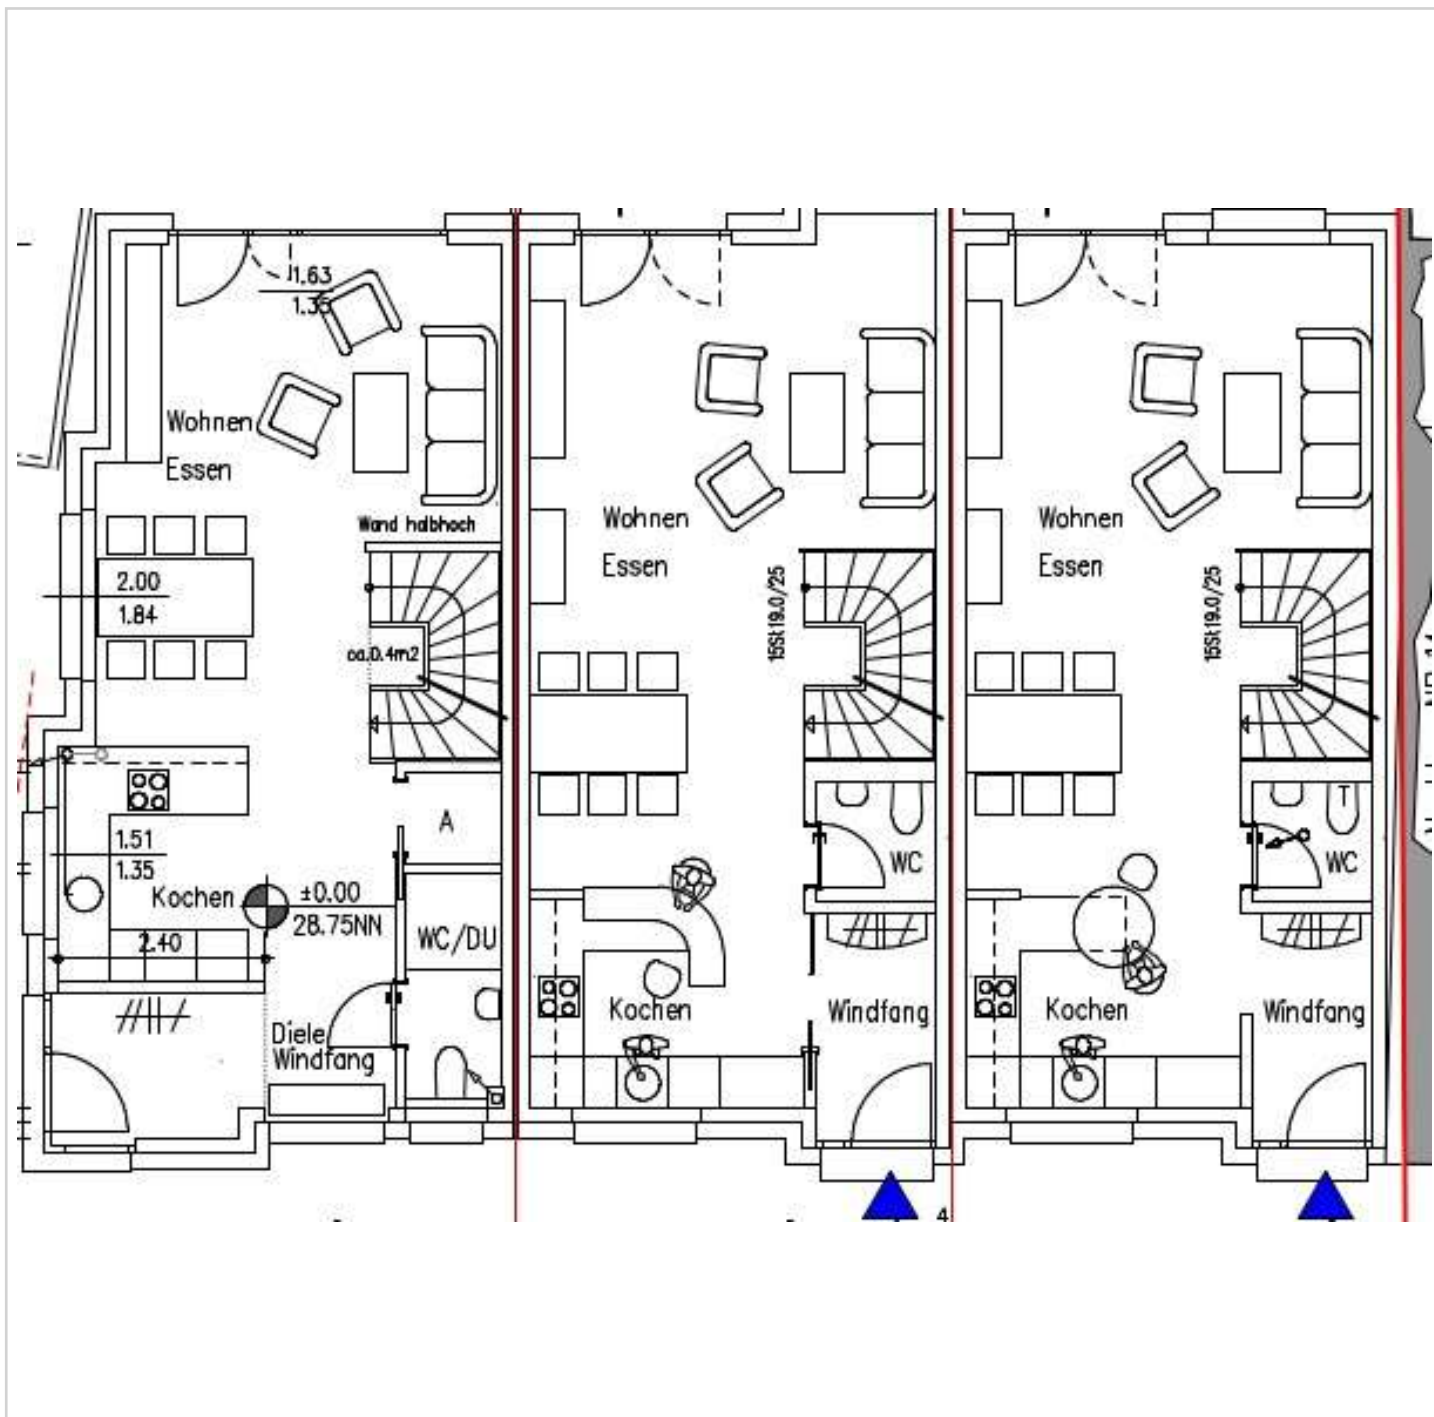 1.63
1.35
Wohnen
Essen
Wand halbhoch
2.00
1.84
ca.0.4m2
A
1.51
1.35
Kochen
±0.00
28.75NN
2.40
WC/DU
Diele
Windfang
Wohnen
Essen
15St19.0/25
WC
Kochen
Windfang
4
Wohnen
Essen
15St19.0/25
T
WC
Kochen
Windfang